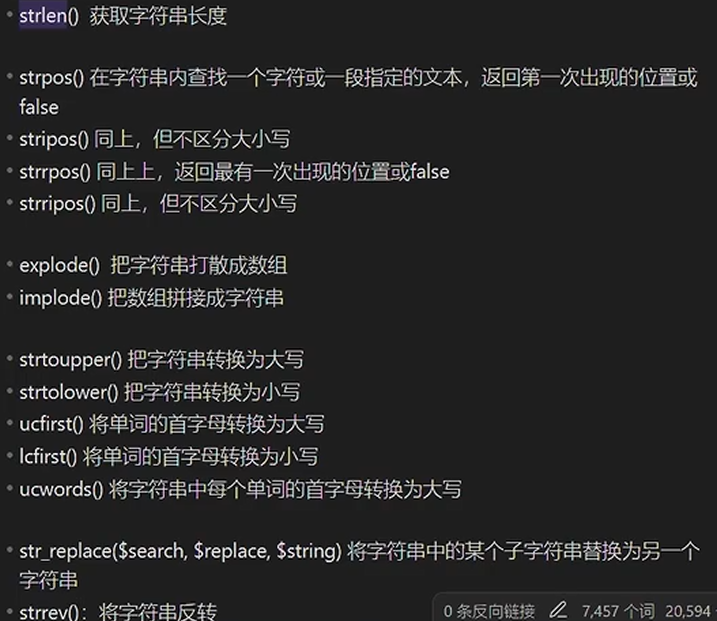 strlen() 获取字符串长度
strpos() 在字符串内查找一个字符或一段指定的文本，返回第一次出现的位置或
false
stripos() 同上，但不区分大小写
strrpos() 同上上，返回最有一次出现的位置或false
strripos() 同上，但不区分大小写
explode() 把字符串打散成数组
implode() 把数组拼接成字符串
strtoupper() 把字符串转换为大写
strtolower() 把字符串转换为小写
ucfirst() 将单词的首字母转换为大写
lcfirst() 将单词的首字母转换为小写
ucwords() 将字符串中每个单词的首字母转换为大写
str_replace($search, $replace, $string) 将字符串中的某个子字符串替换为另一个
字符串
strrev()：将字符串反转
0 条反向链接 7,457 个词 20,594